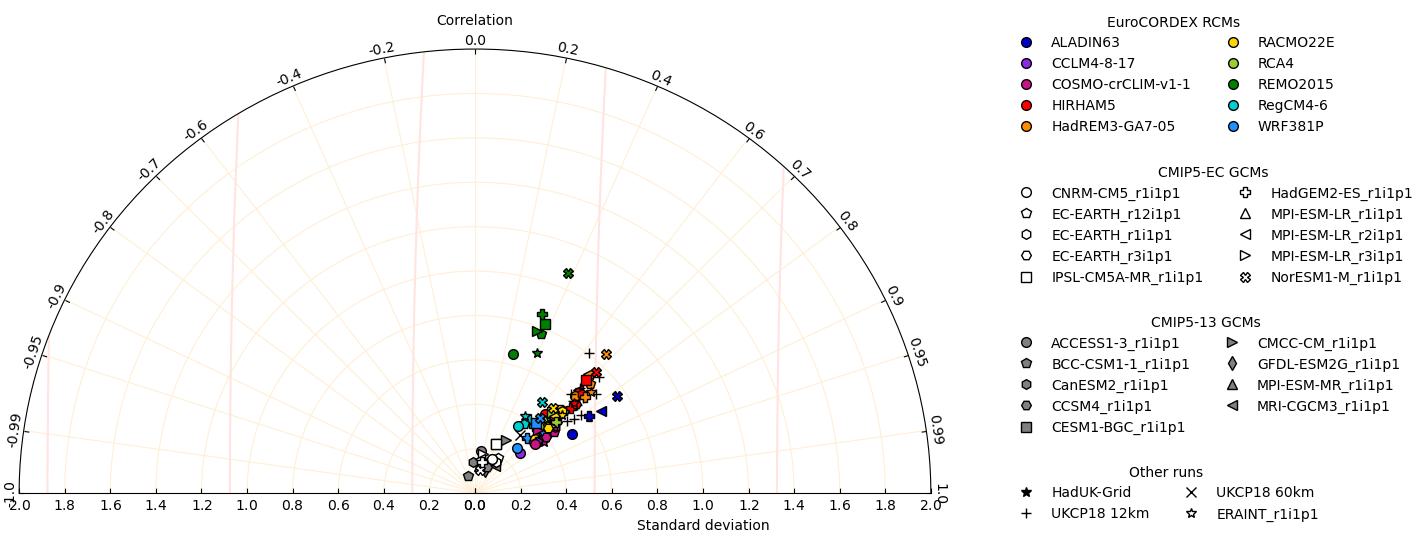 Correlation
-0.2 0.0 0.2
-0.4 0.4
-0.6 0.6
-0.7 0.7
-0.8 0.8
-0.9 0.9
-0.95 0.95
-0.99 0.99
1.0 1.0
2.0 1.8 1.6 1.4 1.2 1.0 0.8 0.6 0.4 0.2 0.0 0.2 0.4 0.6 0.8 1.0 1.2 1.4 1.6 1.8 2.0
Standard deviation
EuroCORDEX RCMs
ALADIN63 RACMO22E
CCLM4-8-17 RCA4
COSMO-crCLIM-v1-1 REMO2015
HIRHAM5 RegCM4-6
HadREM3-GA7-05 WRF381P
CMIP5-EC GCMs
CNRM-CM5_r1i1p1 HadGEM2-ES_r1i1p1
EC-EARTH_r12i1p1 MPI-ESM-LR_r1i1p1
EC-EARTH_r1i1p1 MPI-ESM-LR_r2i1p1
EC-EARTH_r3i1p1 MPI-ESM-LR_r3i1p1
IPSL-CM5A-MR_r1i1p1 NorESM1-M_r1i1p1
CMIP5-13 GCMs
ACCESS1-3_r1i1p1 CMCC-CM_r1i1p1
BCC-CSM1-1_r1i1p1 GFDL-ESM2G_r1i1p1
CanESM2_r1i1p1 MPI-ESM-MR_r1i1p1
CCSM4_r1i1p1 MRI-CGCM3_r1i1p1
CESM1-BGC_r1i1p1
Other runs
HadUK-Grid UKCP18 60km
UKCP18 12km ERAINT_r1i1p1